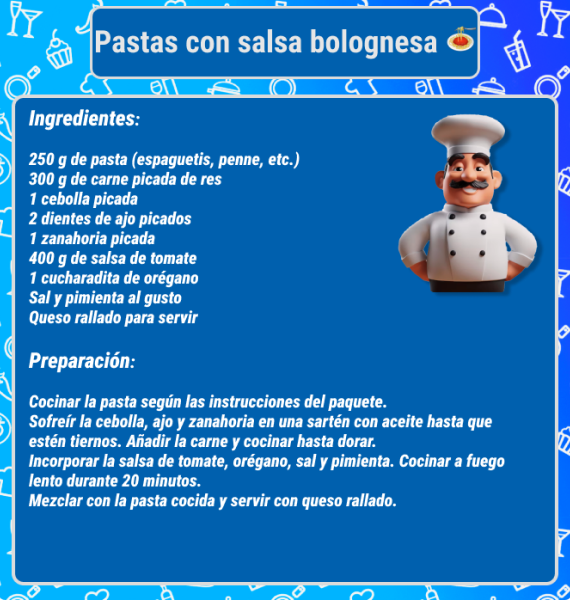 Pastas con salsa bolognesa 🍝
Ingredientes:
250 g de pasta (espaguetis, penne, etc.)
300 g de carne picada de res
1 cebolla picada
2 dientes de ajo picados
1 zanahoria picada
400 g de salsa de tomate
1 cucharadita de orégano
Sal y pimienta al gusto
Queso rallado para servir
Preparación:
Cocinar la pasta según las instrucciones del paquete.
Sofreír la cebolla, ajo y zanahoria en una sartén con aceite hasta que
estén tiernos. Añadir la carne y cocinar hasta dorar.
Incorporar la salsa de tomate, orégano, sal y pimienta. Cocinar a fuego
lento durante 20 minutos.
Mezclar con la pasta cocida y servir con queso rallado.